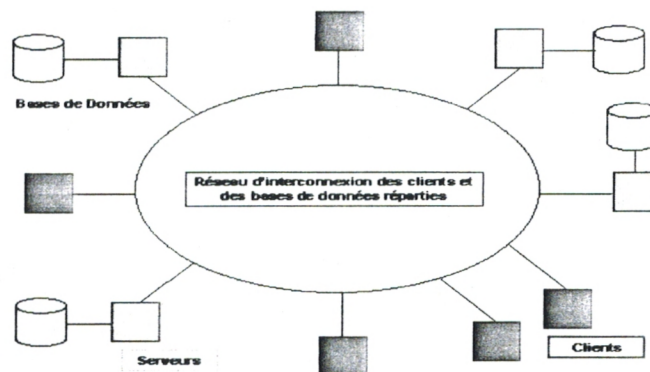 Bases de Données
Réseau d'interconnexion des clients et
des bases de données réparties
Serveurs
Clients